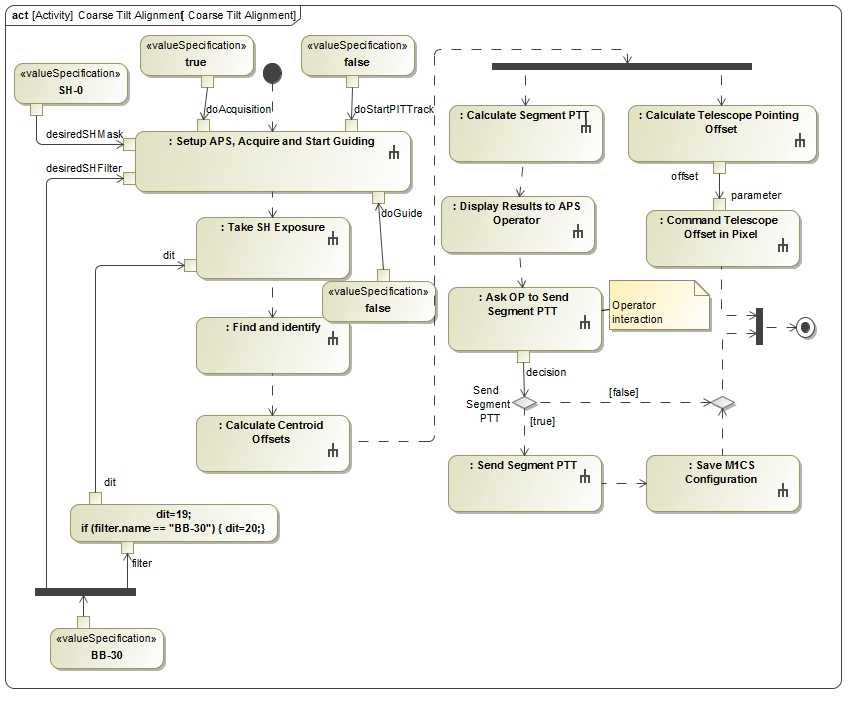 act [Activity] Coarse Tilt Alignment[ Coarse Tilt Alignment]
«valueSpecification»
SH-0
«valueSpecification»
true
«valueSpecification»
false
doAcquisition
doStartPITTrack
desiredSHMask
desiredSHFilter
: Setup APS, Acquire and Start Guiding
doGuide
: Take SH Exposure
dit
«valueSpecification»
false
: Find and identify
: Calculate Centroid
Offsets
dit
dit=19;
if (filter.name == "BB-30") { dit=20;}
filter
«valueSpecification»
BB-30
: Calculate Segment PTT
: Calculate Telescope Pointing
Offset
offset
parameter
: Display Results to APS
Operator
: Command Telescope
Offset in Pixel
: Ask OP to Send
Segment PTT
Operator
interaction
decision
Send
Segment
PTT
[false]
[true]
: Send Segment PTT
: Save M1CS
Configuration